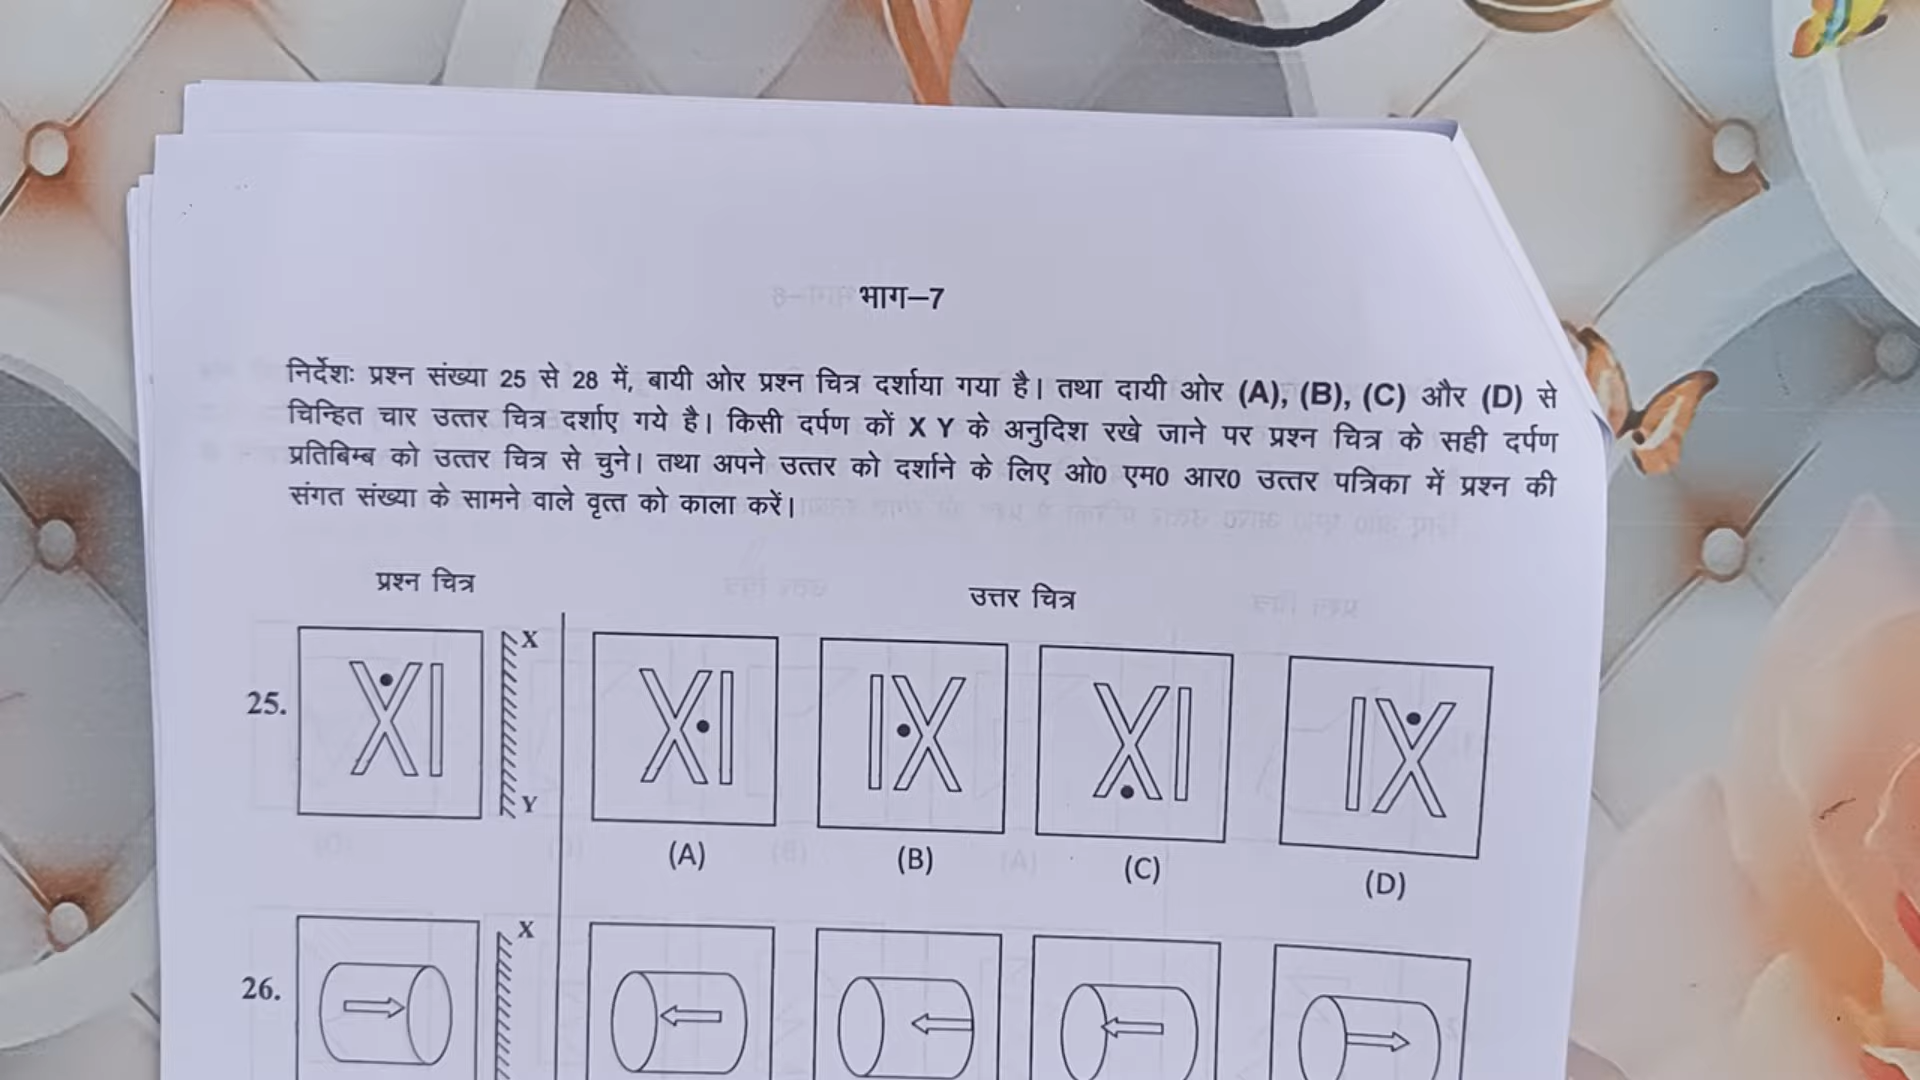 भाग–7
निर्देशः प्रश्न संख्या 25 से 28 में, बायी ओर प्रश्न चित्र दर्शाया गया है। तथा दायी ओर (A), (B), (C) और (D) से
चिन्हित चार उत्तर चित्र दर्शाए गये है। किसी दर्पण कों X Y के अनुदिश रखे जाने पर प्रश्न चित्र के सही दर्पण
प्रतिबिम्ब को उत्तर चित्र से चुने। तथा अपने उत्तर को दर्शाने के लिए ओ0 एम0 आर0 उत्तर पत्रिका में प्रश्न की
संगत संख्या के सामने वाले वृत्त को काला करें।
प्रश्न चित्र उत्तर चित्र
25. XI X XI IX XI IX
Y
(A) (B) (C) (D)
26. X